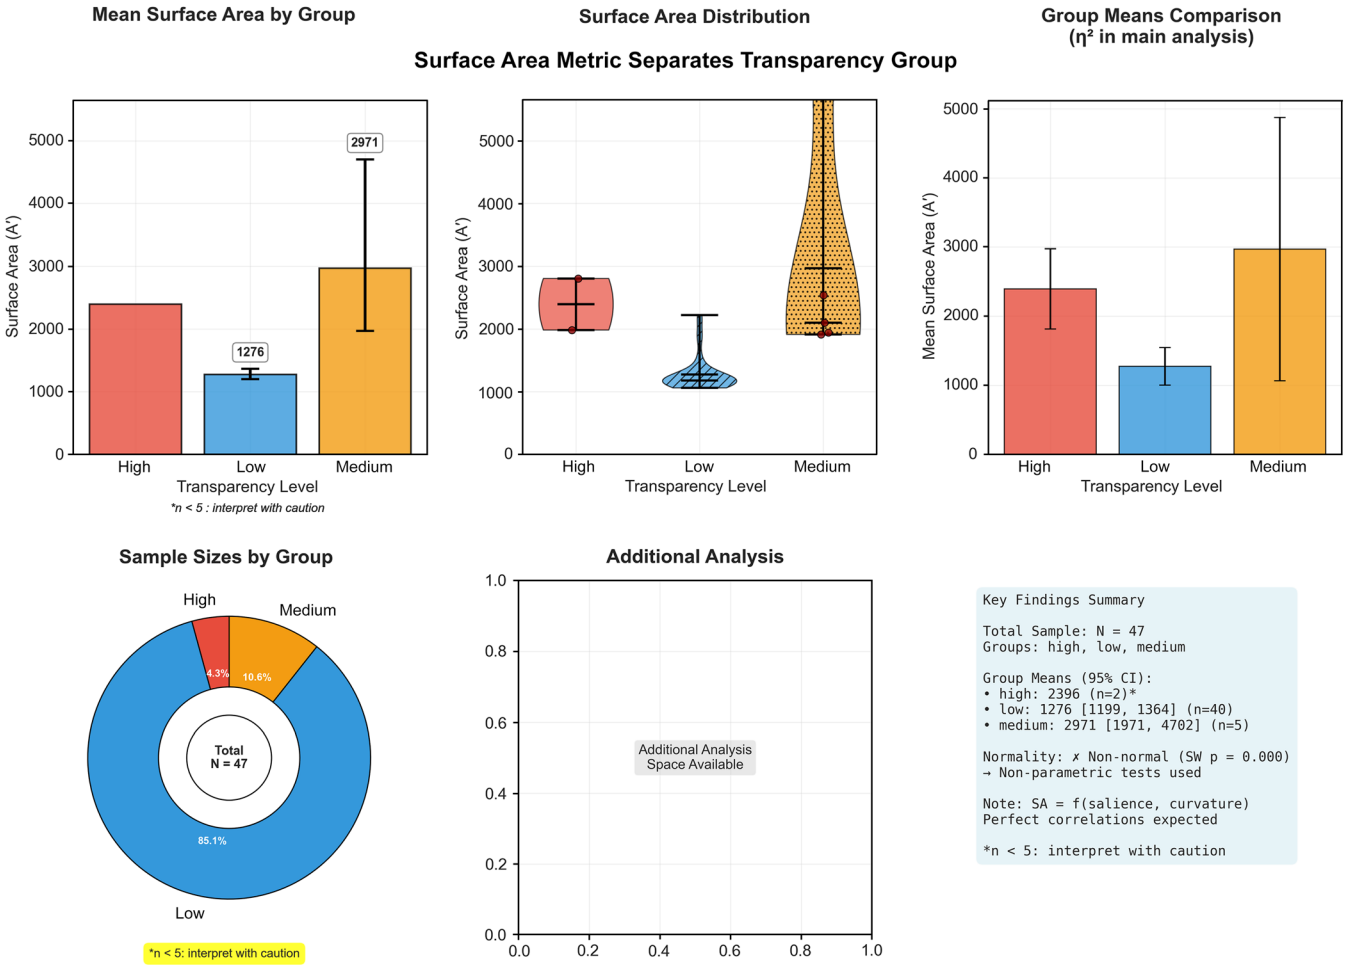 Mean Surface Area by Group
Surface Area Distribution
Group Means Comparison
(η² in main analysis)
Surface Area Metric Separates Transparency Group
Surface Area (A′)
5000
4000
3000
2000
1000
0
2971
1276
High
Low
Medium
Transparency Level
*n < 5 : interpret with caution
Surface Area (A′)
5000
4000
3000
2000
1000
0
High
Low
Medium
Transparency Level
Mean Surface Area (A′)
5000
4000
3000
2000
1000
0
High
Low
Medium
Transparency Level
Sample Sizes by Group
High
Medium
4.3%
10.6%
Total
N = 47
85.1%
Low
*n < 5: interpret with caution
Additional Analysis
1.0
0.8
0.6
0.4
0.2
0.0
Additional Analysis
Space Available
0.0
0.2
0.4
0.6
0.8
1.0
Key Findings Summary
Total Sample: N = 47
Groups: high, low, medium
Group Means (95% CI):
• high: 2396 (n=2)*
• low: 1276 [1199, 1364] (n=40)
• medium: 2971 [1971, 4702] (n=5)
Normality: ✗ Non-normal (SW p = 0.000)
→ Non-parametric tests used
Note: SA = f(salience, curvature)
Perfect correlations expected
*n < 5: interpret with caution